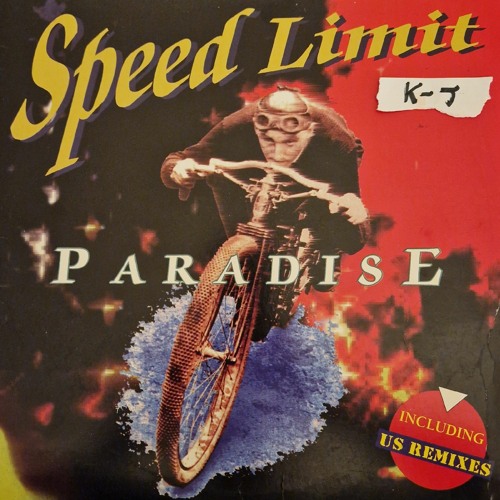 Speed Limit
K-J
PARADISE
INCLUDING
US REMIXES